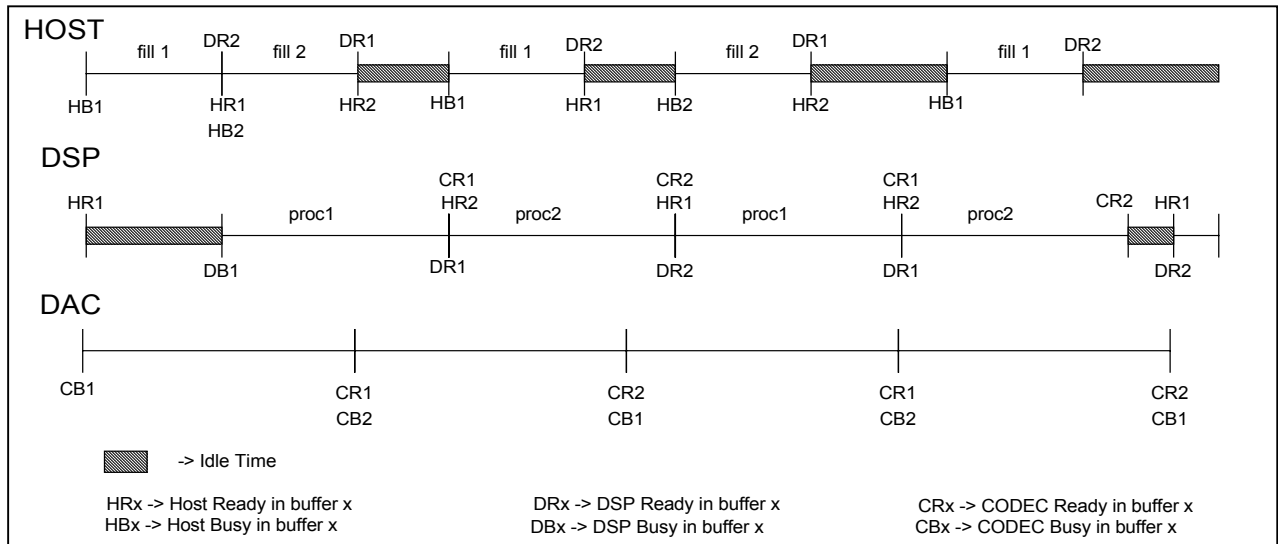 HOST
fill 1 DR2 fill 2 DR1 fill 1 DR2 fill 2 DR1 fill 1 DR2
HB1 HR1 HR2 HB1 HR1 HB2 HR2 HB1
HB2
DSP
CR1 CR2 CR1
HR1 proc1 HR2 proc2 HR1 proc1 HR2 proc2 CR2 HR1
DB1 DR1 DR2 DR1 DR2
DAC
CB1 CR1 CR2 CR1 CR2
CB2 CB1 CB2 CB1
-> Idle Time
HRx -> Host Ready in buffer x DRx -> DSP Ready in buffer x CRx -> CODEC Ready in buffer x
HBx -> Host Busy in buffer x DBx -> DSP Busy in buffer x CBx -> CODEC Busy in buffer x